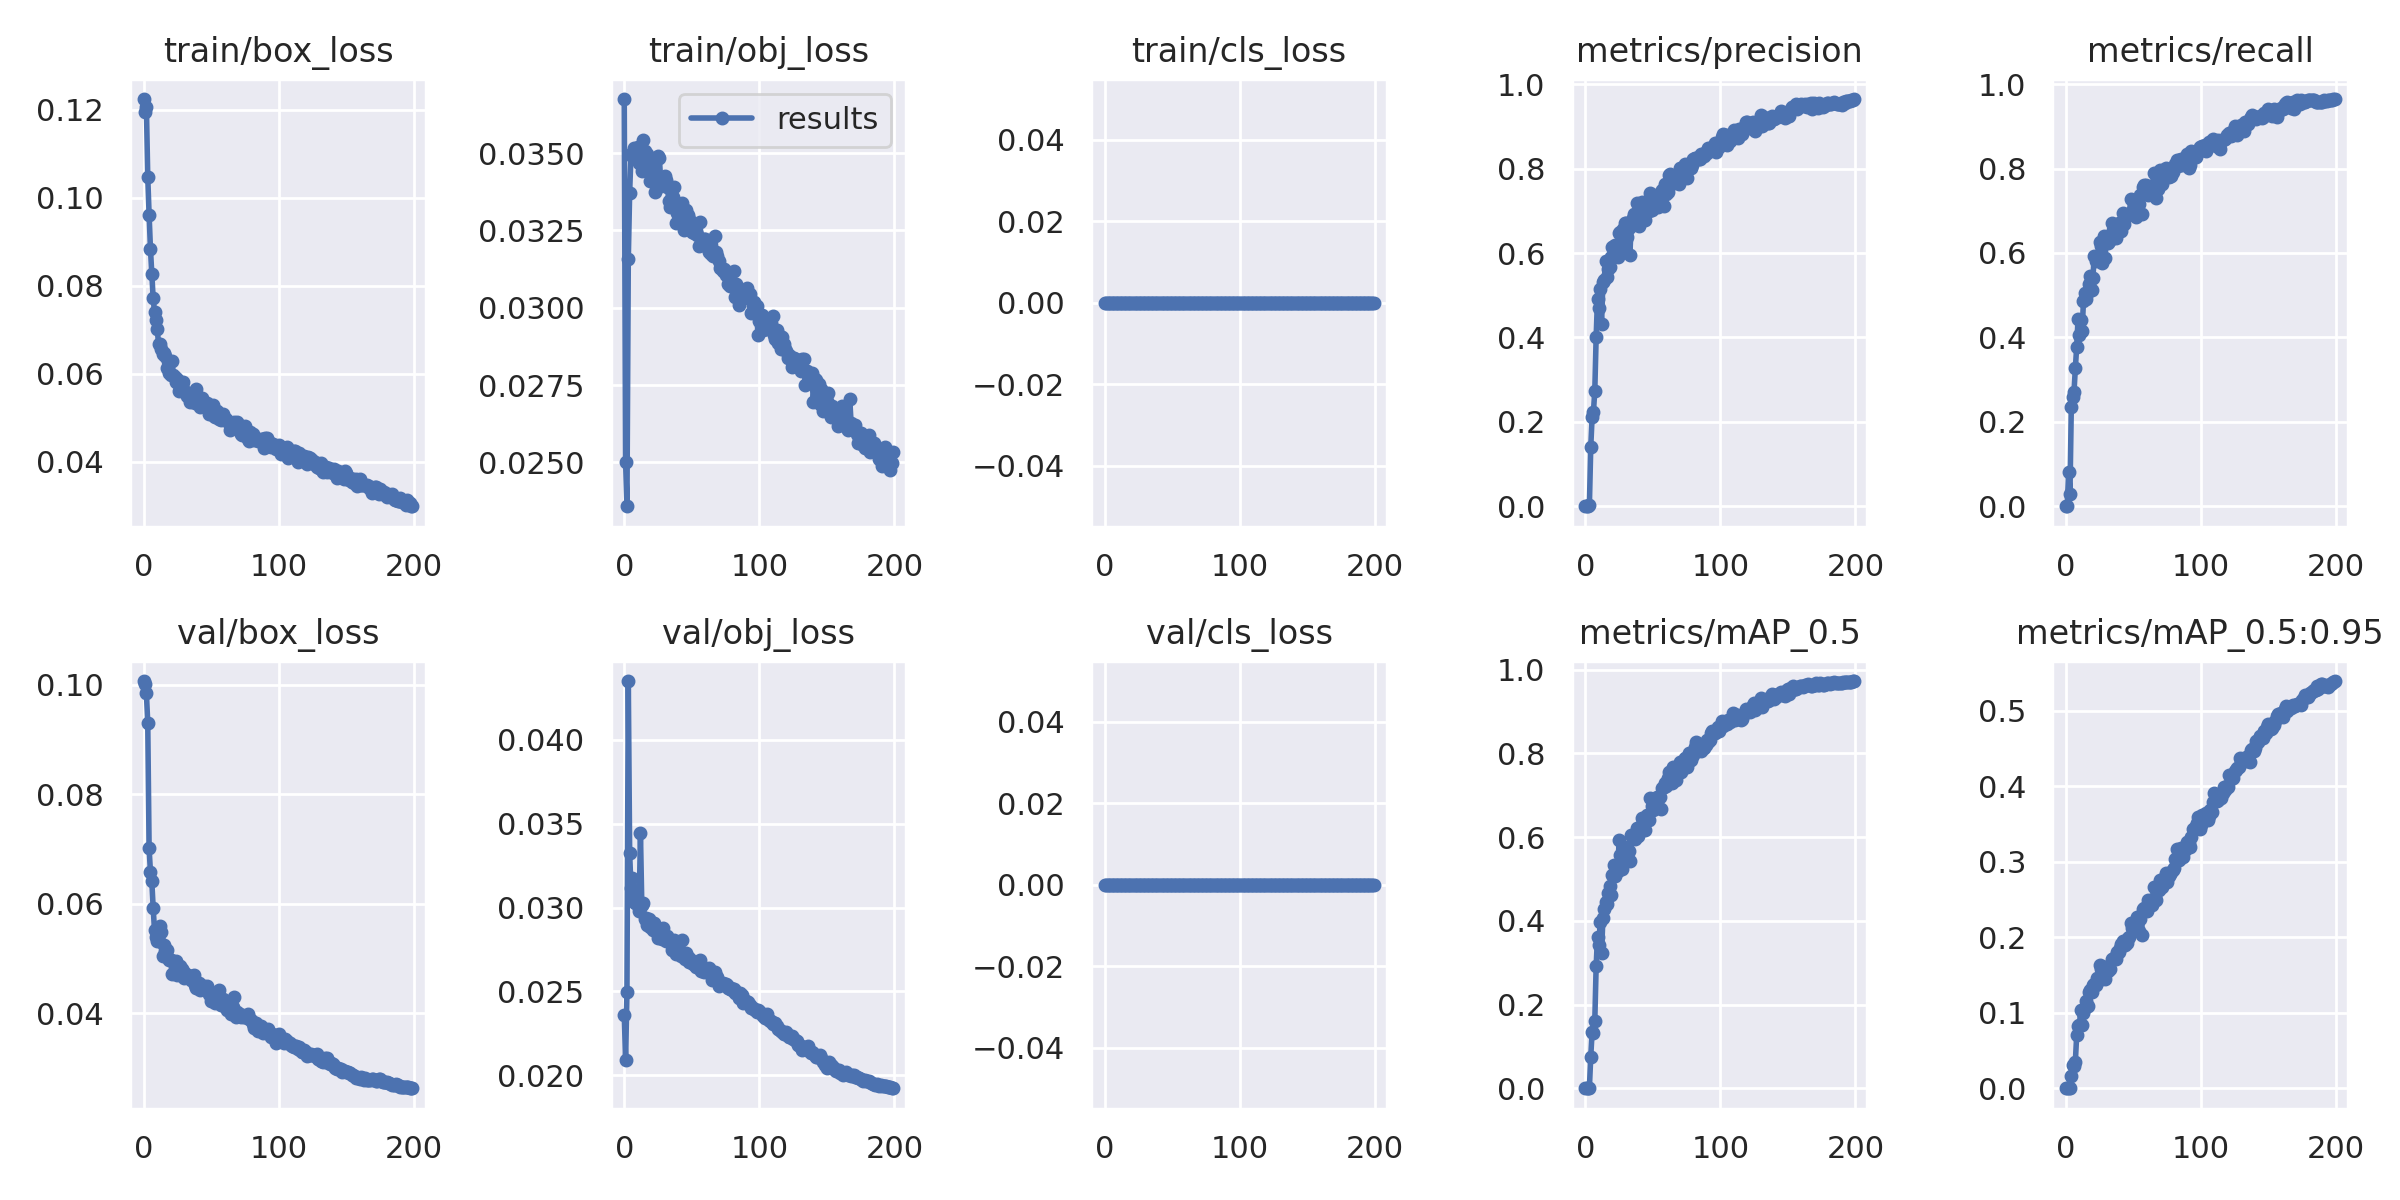 train/box_loss
0.12
0.10
0.08
0.06
0.04
0 100 200
train/obj_loss
results
0.0350
0.0325
0.0300
0.0275
0.0250
0 100 200
train/cls_loss
0.04
0.02
0.00
−0.02
−0.04
0 100 200
metrics/precision
1.0
0.8
0.6
0.4
0.2
0.0
0 100 200
metrics/recall
1.0
0.8
0.6
0.4
0.2
0.0
0 100 200
val/box_loss
0.10
0.08
0.06
0.04
0 100 200
val/obj_loss
0.040
0.035
0.030
0.025
0.020
0 100 200
val/cls_loss
0.04
0.02
0.00
−0.02
−0.04
0 100 200
metrics/mAP_0.5
1.0
0.8
0.6
0.4
0.2
0.0
0 100 200
metrics/mAP_0.5:0.95
0.5
0.4
0.3
0.2
0.1
0.0
0 100 200